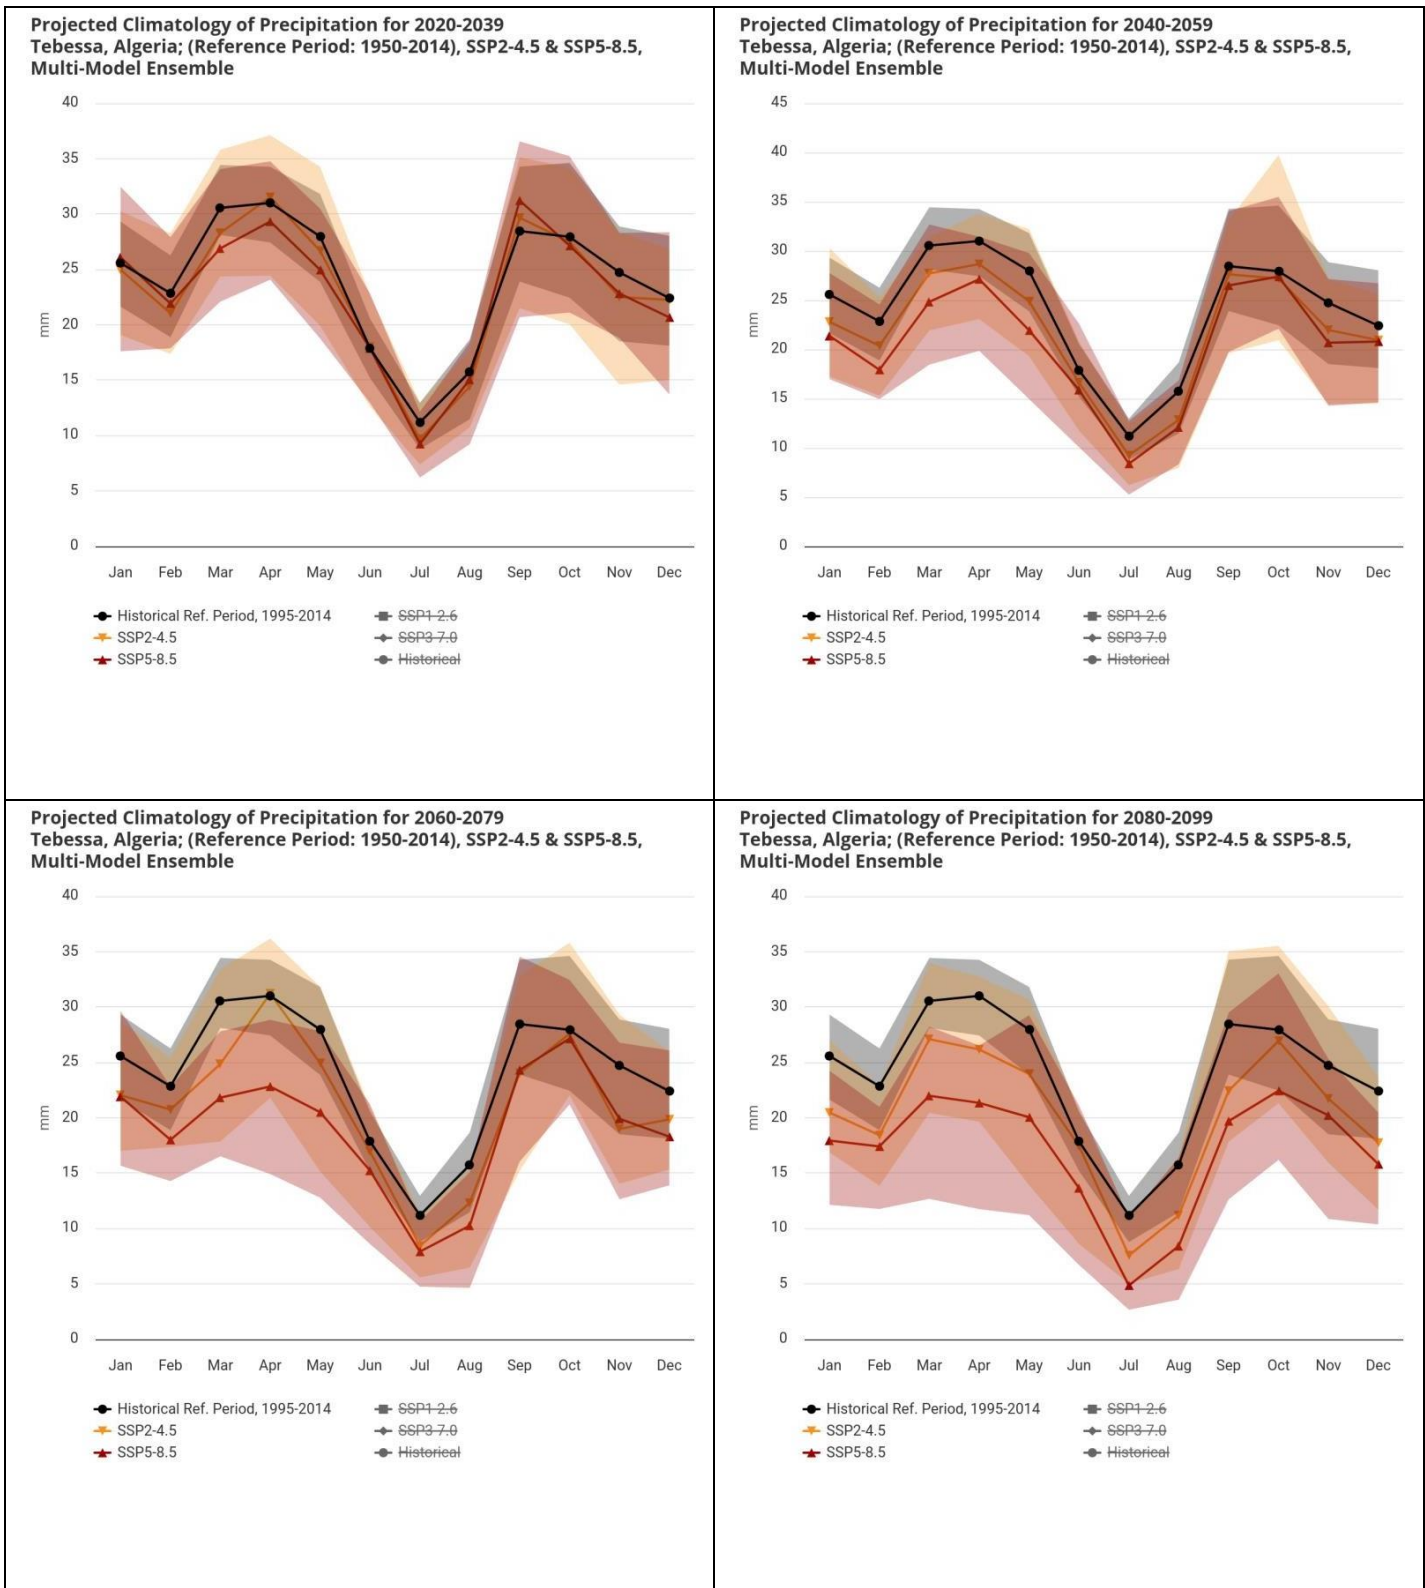 Projected Climatology of Precipitation for 2020-2039
Tebessa, Algeria; (Reference Period: 1950-2014), SSP2-4.5 & SSP5-8.5,
Multi-Model Ensemble
40
35
30
25
20
15
10
5
0
mm
Jan Feb Mar Apr May Jun Jul Aug Sep Oct Nov Dec
Historical Ref. Period, 1995-2014 SSP1 2.6
SSP2-4.5 SSP3 7.0
SSP5-8.5 Historical
Projected Climatology of Precipitation for 2040-2059
Tebessa, Algeria; (Reference Period: 1950-2014), SSP2-4.5 & SSP5-8.5,
Multi-Model Ensemble
45
40
35
30
25
20
15
10
5
0
mm
Jan Feb Mar Apr May Jun Jul Aug Sep Oct Nov Dec
Historical Ref. Period, 1995-2014 SSP1 2.6
SSP2-4.5 SSP3 7.0
SSP5-8.5 Historical
Projected Climatology of Precipitation for 2060-2079
Tebessa, Algeria; (Reference Period: 1950-2014), SSP2-4.5 & SSP5-8.5,
Multi-Model Ensemble
40
35
30
25
20
15
10
5
0
mm
Jan Feb Mar Apr May Jun Jul Aug Sep Oct Nov Dec
Historical Ref. Period, 1995-2014 SSP1 2.6
SSP2-4.5 SSP3 7.0
SSP5-8.5 Historical
Projected Climatology of Precipitation for 2080-2099
Tebessa, Algeria; (Reference Period: 1950-2014), SSP2-4.5 & SSP5-8.5,
Multi-Model Ensemble
40
35
30
25
20
15
10
5
0
mm
Jan Feb Mar Apr May Jun Jul Aug Sep Oct Nov Dec
Historical Ref. Period, 1995-2014 SSP1 2.6
SSP2-4.5 SSP3 7.0
SSP5-8.5 Historical